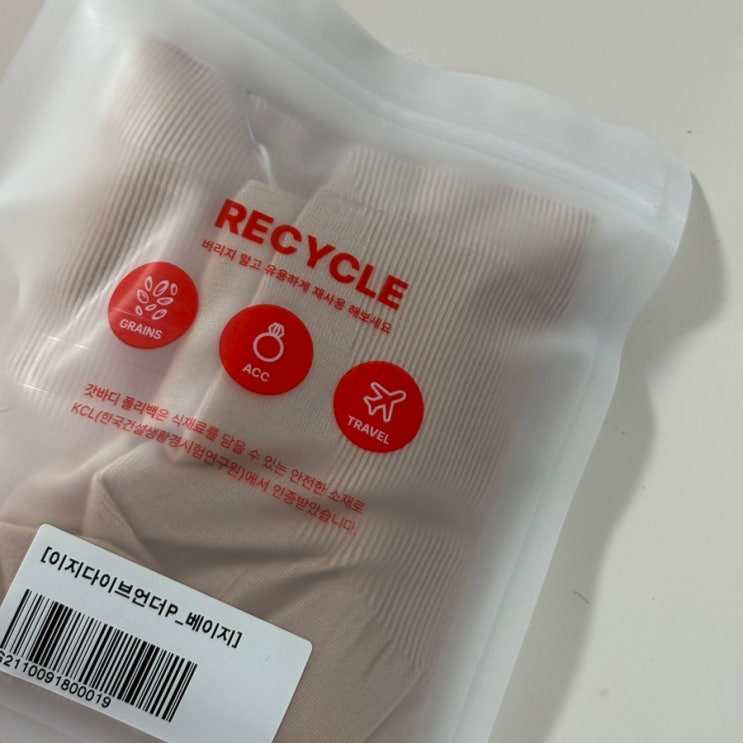 RECYCLE
버리지 말고 유용하게 재사용 해보세요
GRAINS
ACC
TRAVEL
갓바디 폴리백은 식재료를 담을 수 있는 안전한 소재로
KCL(한국건설생활환경시험연구원)에서 인증받았습니다.
[이지다이브언더P_베이지]
2110091800019